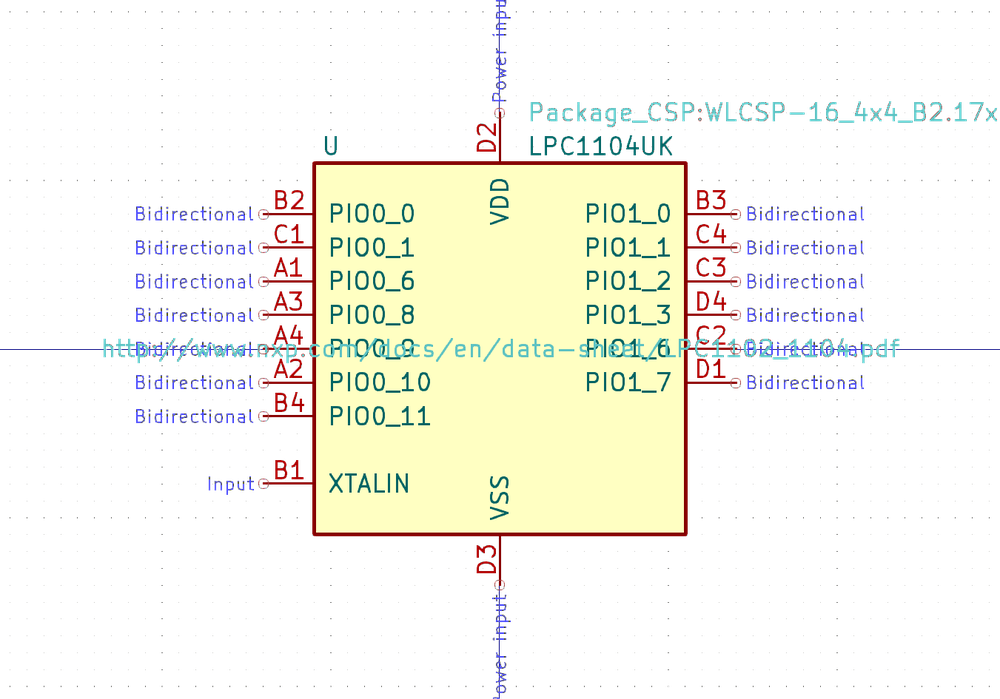 Power inpu
Package_CSP:WLCSP-16_4x4_B2.17x
D2
U
LPC1104UK
VDD
Bidirectional B2 PIO0_0 PIO1_0 B3 Bidirectional
Bidirectional C1 PIO0_1 PIO1_1 C4 Bidirectional
Bidirectional A1 PIO0_6 PIO1_2 C3 Bidirectional
Bidirectional A3 PIO0_8 PIO1_3 D4 Bidirectional
Bidirectional A4 PIO0_9 PIO1_6 C2 Bidirectional
https://www.nxp.com/docs/en/data-sheet/LPC1102_1104.pdf
Bidirectional A2 PIO0_10 PIO1_7 D1 Bidirectional
Bidirectional B4 PIO0_11
Input B1 XTALIN
VSS
D3
ower input